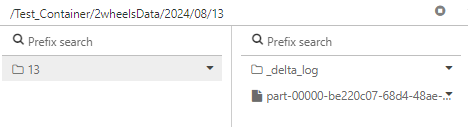 /Test_Container/2wheelsData/2024/08/13
Prefix search
13
Prefix search
_delta_log
part-00000-be220c07-68d4-48ae-...